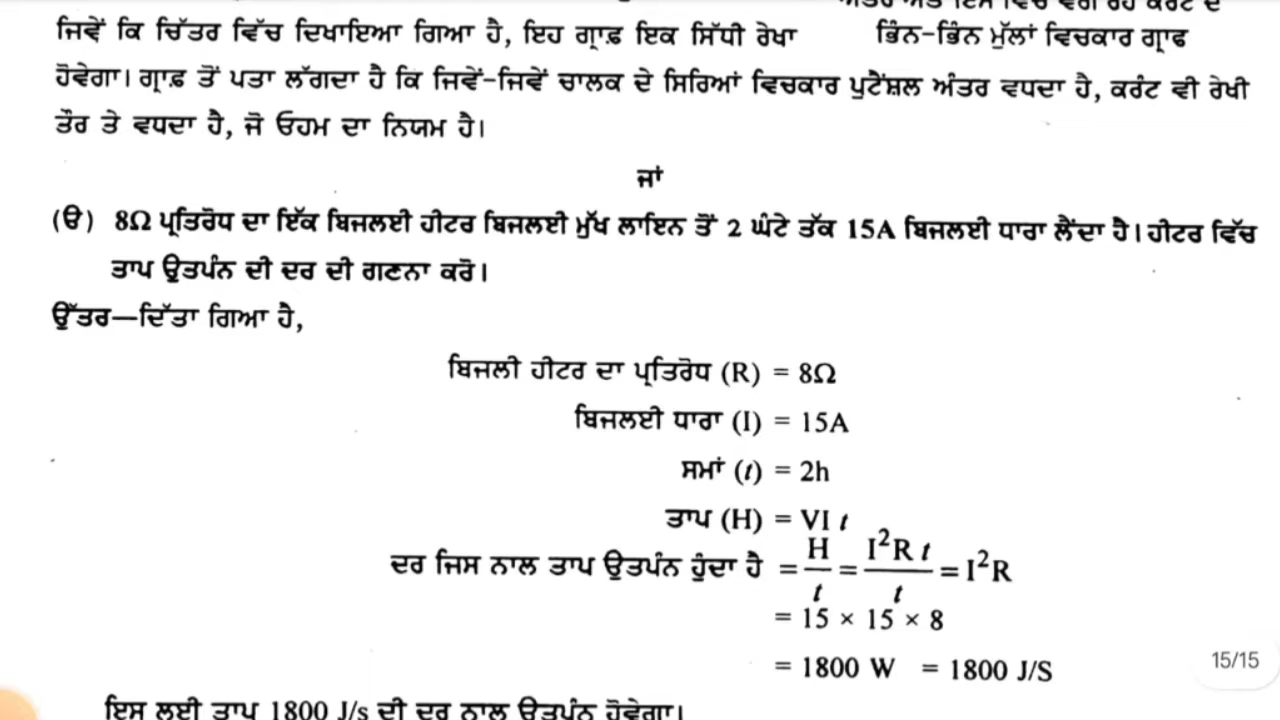 ਜਿਵੇਂ ਕਿ ਚਿੱਤਰ ਵਿੱਚ ਦਿਖਾਇਆ ਗਿਆ ਹੈ, ਇਹ ਗ੍ਰਾਫ਼ ਇਕ ਸਿੱਧੀ ਰੇਖਾ ਭਿੰਨ-ਭਿੰਨ ਮੁੱਲਾਂ ਵਿਚਕਾਰ ਗ੍ਰਾਫ
ਹੋਵੇਗਾ। ਗ੍ਰਾਫ਼ ਤੋਂ ਪਤਾ ਲੱਗਦਾ ਹੈ ਕਿ ਜਿਵੇਂ-ਜਿਵੇਂ ਚਾਲਕ ਦੇ ਸਿਰਿਆਂ ਵਿਚਕਾਰ ਪੁਟੈਂਸ਼ਲ ਅੰਤਰ ਵਧਦਾ ਹੈ, ਕਰੰਟ ਵੀ ਰੇਖੀ
ਤੌਰ ਤੇ ਵਧਦਾ ਹੈ, ਜੋ ਓਹਮ ਦਾ ਨਿਯਮ ਹੈ।
ਜਾਂ
(ੳ) 8Ω ਪ੍ਰਤਿਰੋਧ ਦਾ ਇੱਕ ਬਿਜਲਈ ਹੀਟਰ ਬਿਜਲਈ ਮੁੱਖ ਲਾਇਨ ਤੋਂ 2 ਘੰਟੇ ਤੱਕ 15A ਬਿਜਲਈ ਧਾਰਾ ਲੈਂਦਾ ਹੈ। ਹੀਟਰ ਵਿੱਚ
ਤਾਪ ਉਤਪੰਨ ਦੀ ਦਰ ਦੀ ਗਣਨਾ ਕਰੋ।
ਉੱਤਰ—ਦਿੱਤਾ ਗਿਆ ਹੈ,
ਬਿਜਲੀ ਹੀਟਰ ਦਾ ਪ੍ਰਤਿਰੋਧ (R) = 8Ω
ਬਿਜਲਈ ਧਾਰਾ (I) = 15A
ਸਮਾਂ (t) = 2h
ਤਾਪ (H) = VI t
ਦਰ ਜਿਸ ਨਾਲ ਤਾਪ ਉਤਪੰਨ ਹੁੰਦਾ ਹੈ = H/t = I²R t/t = I²R
= 15 × 15 × 8
= 1800 W = 1800 J/S
15/15
ਇਸ ਲਈ ਤਾਪ 1800 J/s ਦੀ ਦਰ ਨਾਲ ਉਤਪੰਨ ਹੋਵੇਗਾ।